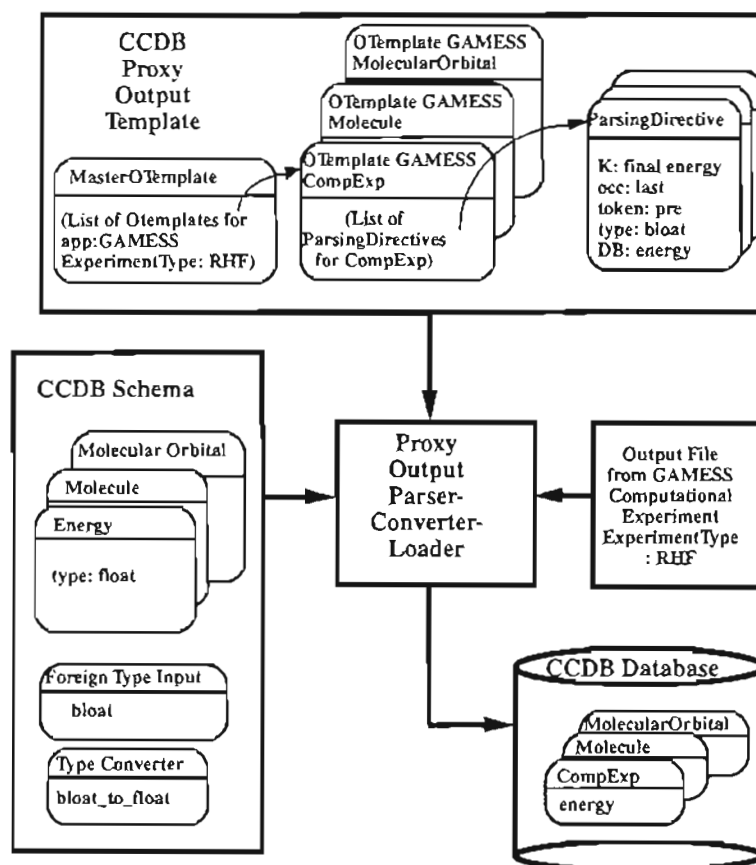 CCDB
Proxy
Output
Template
MasterOTemplate
(List of Otemplates for
app:GAMESS
ExperimentType: RHF)
OTemplate GAMESS
MolecularOrbital
OTemplate GAMESS
Molecule
OTemplate GAMESS
CompExp
(List of
ParsingDirectives
for CompExp)
ParsingDirective
K: final energy
occ: last
token: pre
type: bloat
DB: energy
CCDB Schema
Molecular Orbital
Molecule
Energy
type: float
Foreign Type Input
bloat
Type Converter
bloat_to_float
Proxy
Output
Parser-
Converter-
Loader
Output File
from GAMESS
Computational
Experiment
ExperimentType
: RHF
CCDB Database
MolecularOrbital
Molecule
CompExp
energy